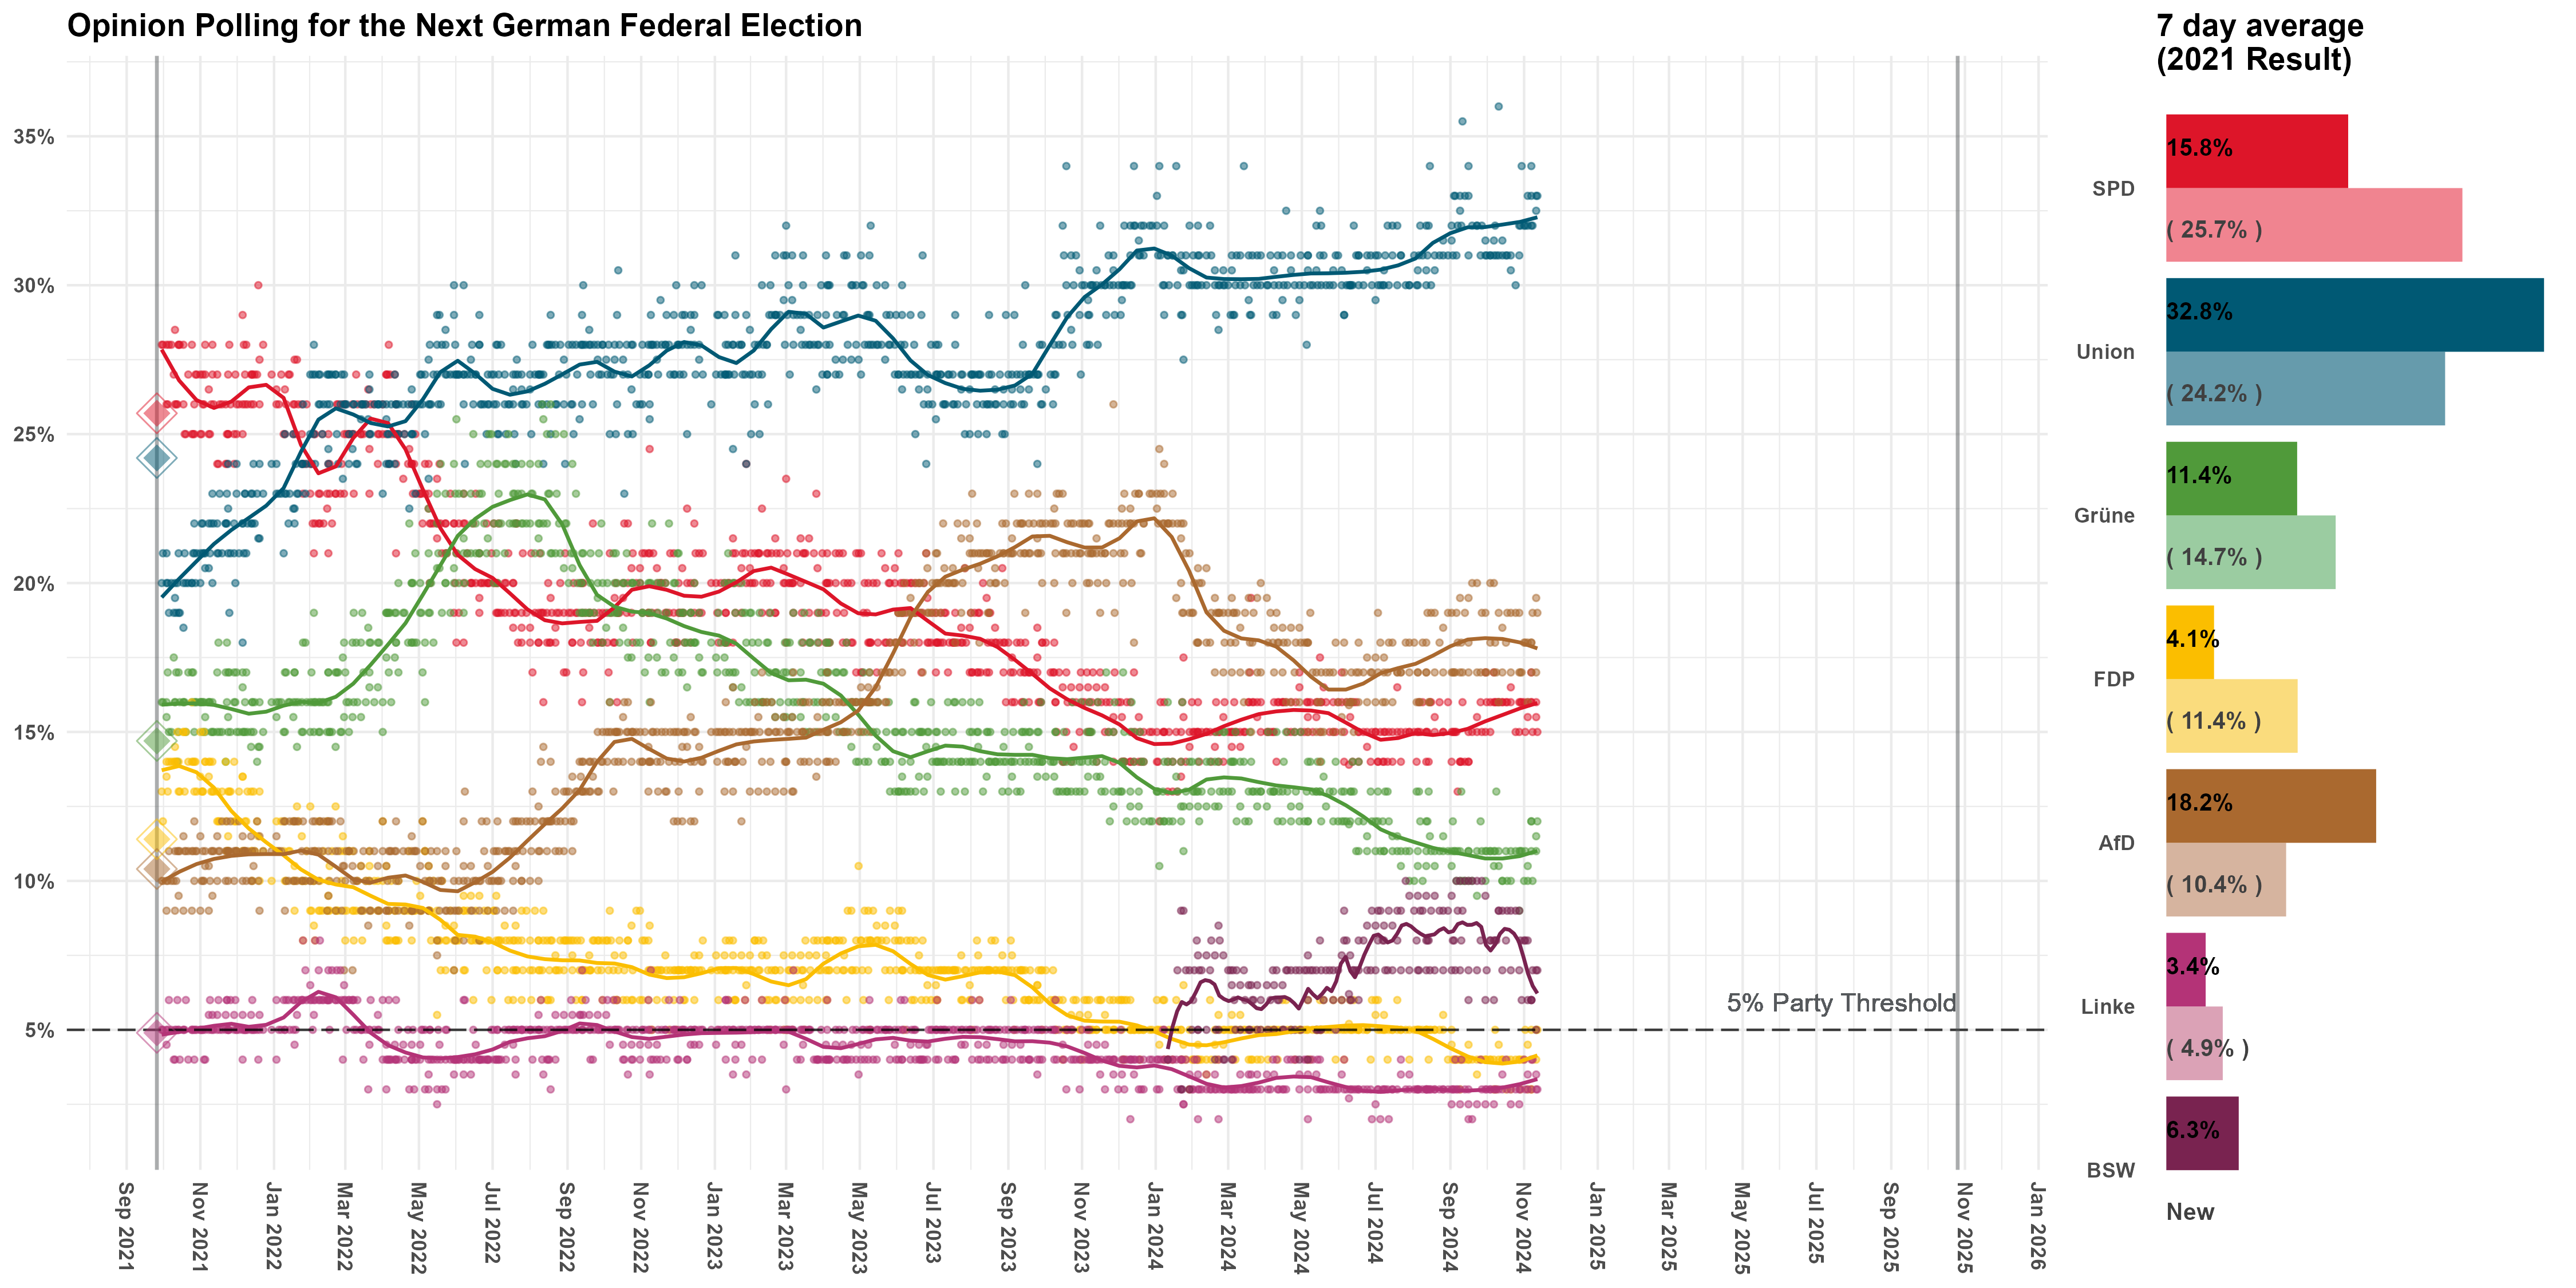 Opinion Polling for the Next German Federal Election
7 day average
(2021 Result)
35%
30%
25%
20%
15%
10%
5%
5% Party Threshold
Sep 2021
Nov 2021
Jan 2022
Mar 2022
May 2022
Jul 2022
Sep 2022
Nov 2022
Jan 2023
Mar 2023
May 2023
Jul 2023
Sep 2023
Nov 2023
Jan 2024
Mar 2024
May 2024
Jul 2024
Sep 2024
Nov 2024
Jan 2025
Mar 2025
May 2025
Jul 2025
Sep 2025
Nov 2025
Jan 2026
15.8%
SPD
( 25.7% )
32.8%
Union
( 24.2% )
11.4%
Grüne
( 14.7% )
4.1%
FDP
( 11.4% )
18.2%
AfD
( 10.4% )
3.4%
Linke
( 4.9% )
6.3%
BSW
New